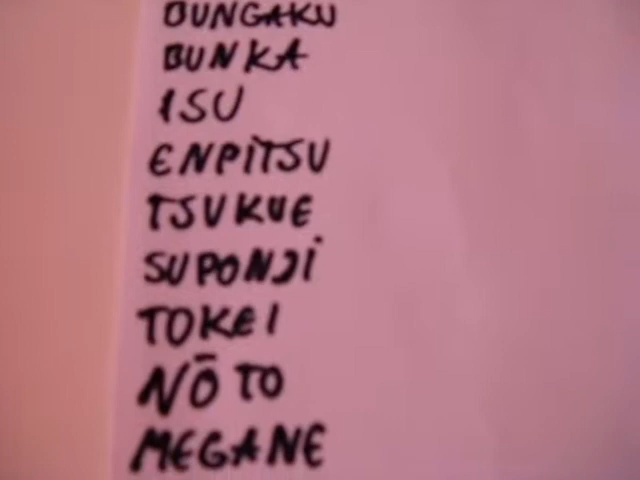 BUNGAKU
BUNKA
ISU
ENPITSU
TSUKUE
SUPONJI
TOKEI
NŌTO
MEGANE